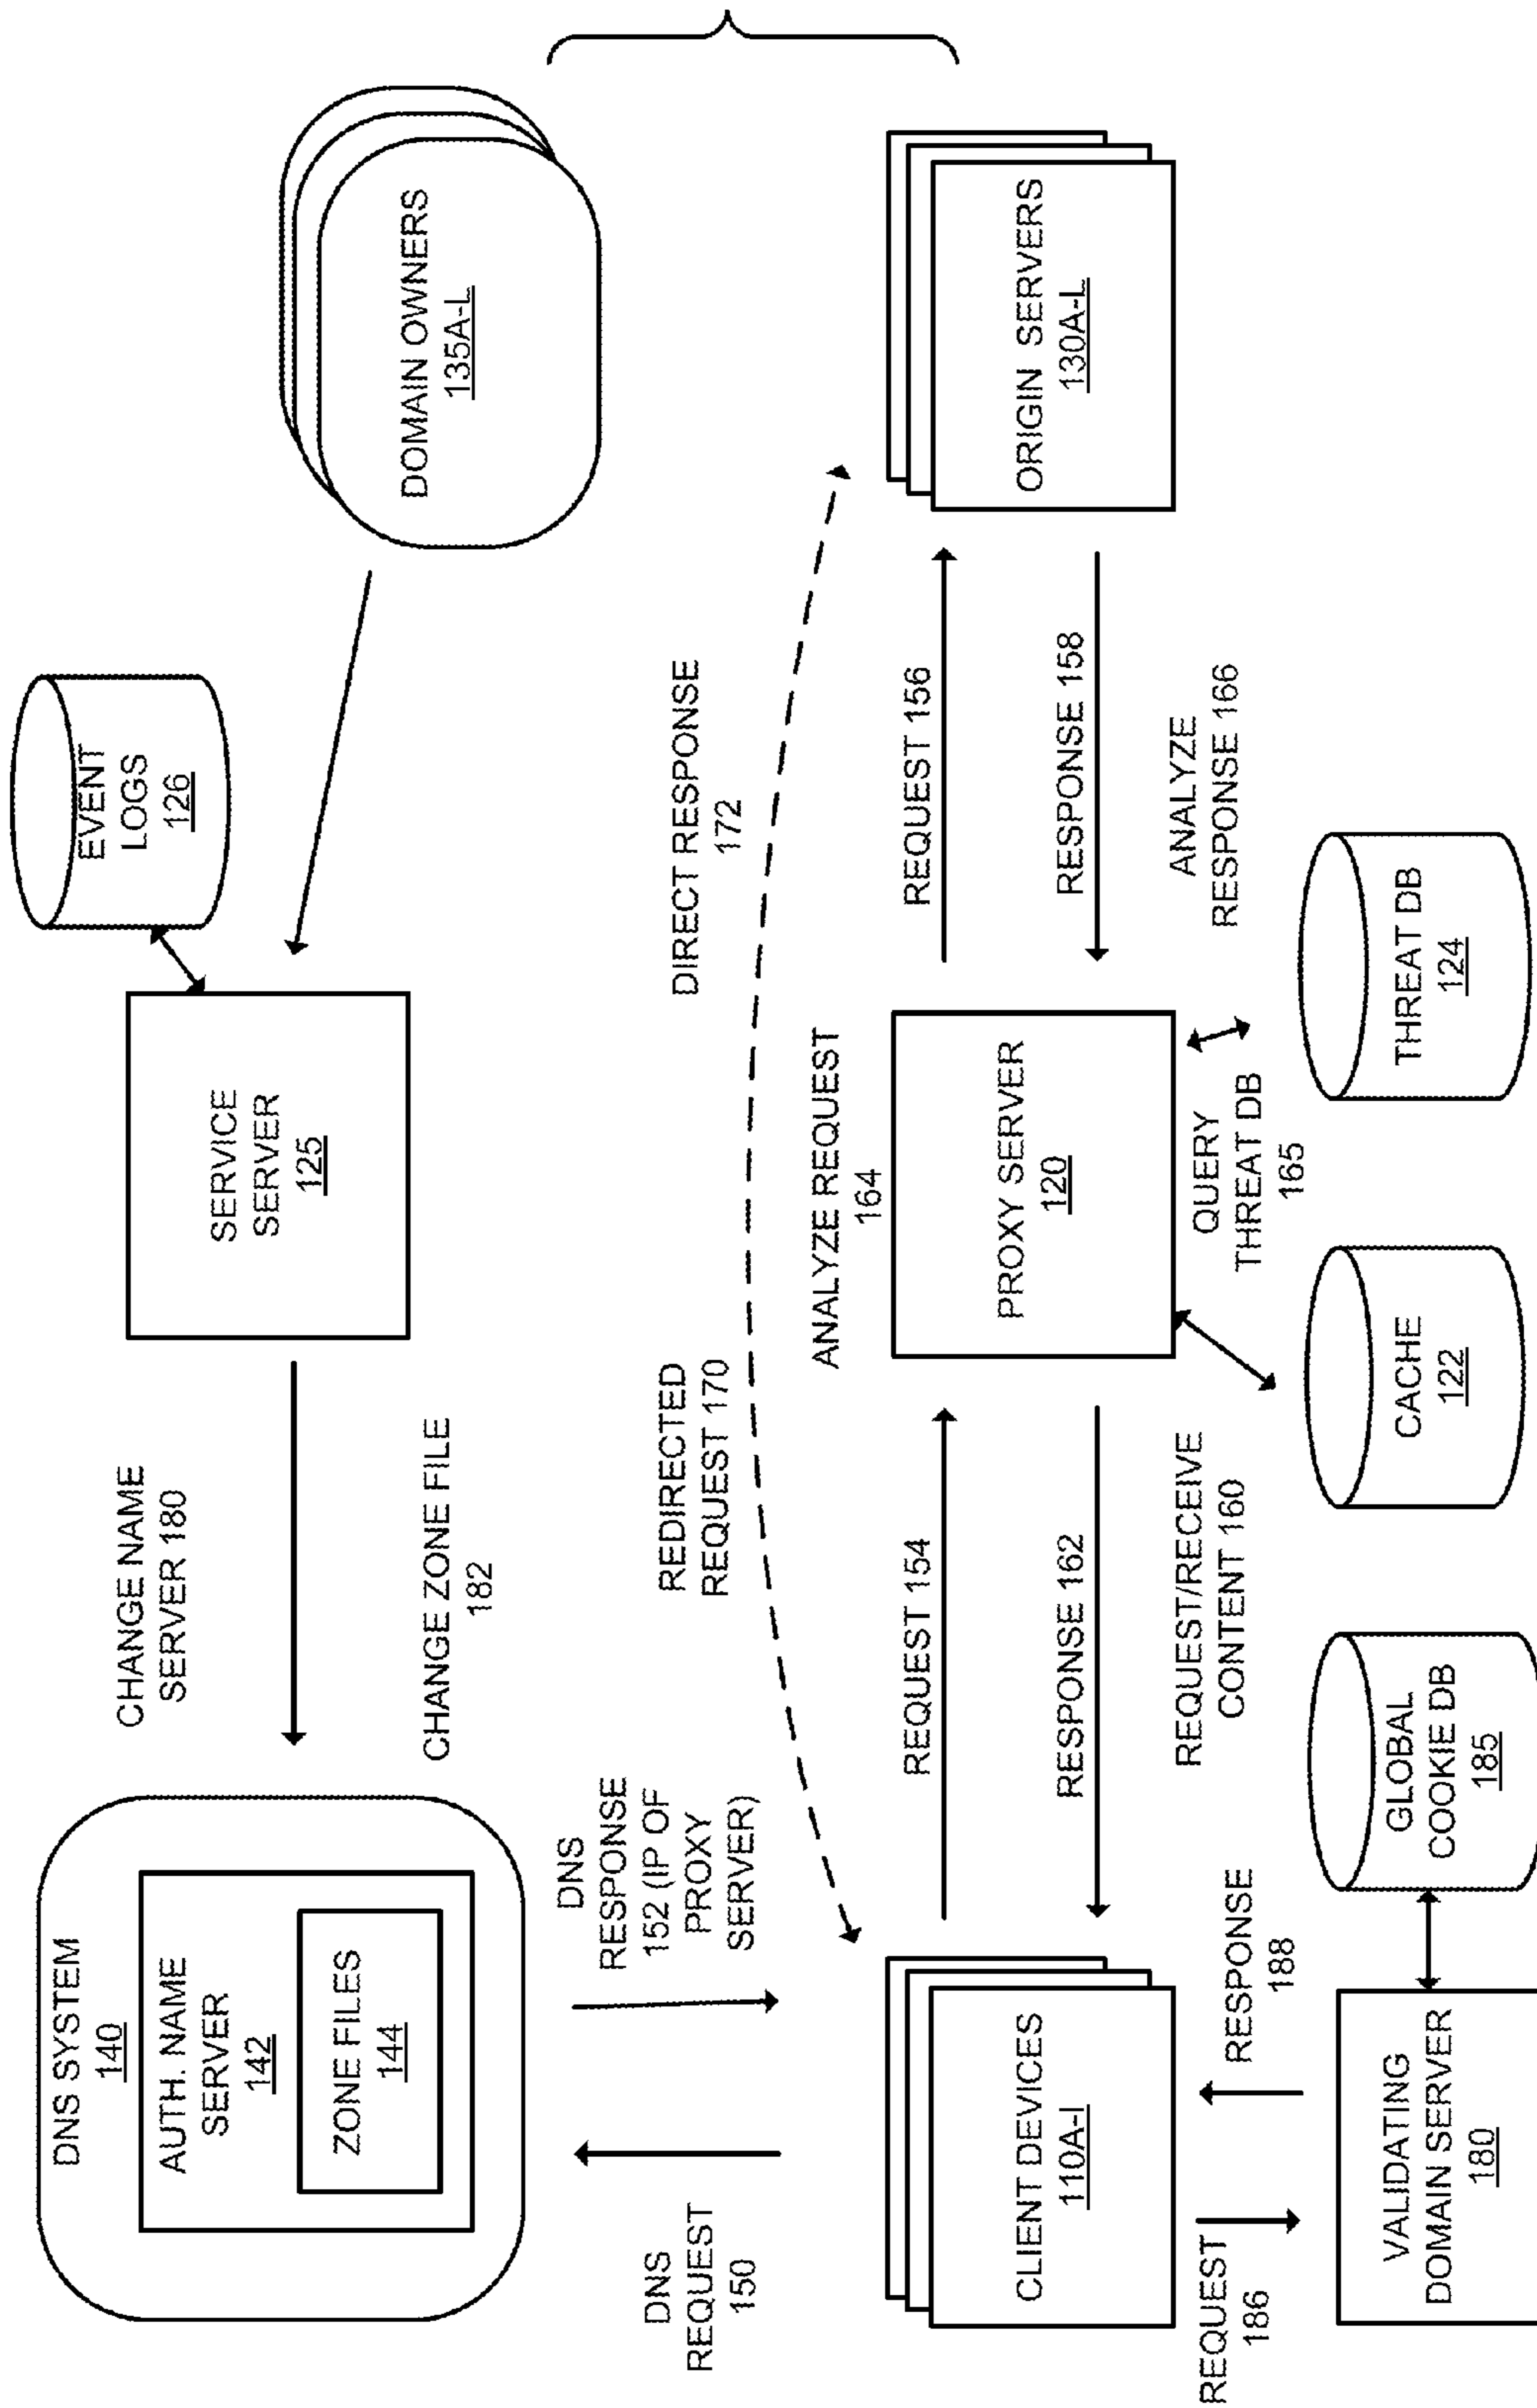 DNS SYSTEM
140
AUTH. NAME
SERVER
142
ZONE FILES
144
CHANGE NAME
SERVER 180
CHANGE ZONE FILE
182
SERVICE
SERVER
125
EVENT
LOGS
126
DOMAIN OWNERS
135A-L
DNS
REQUEST
150
DNS
RESPONSE
152 (IP OF
PROXY
SERVER)
REDIRECTED
REQUEST 170
DIRECT RESPONSE
172
CLIENT DEVICES
110A-I
REQUEST 154
RESPONSE 162
ANALYZE REQUEST
164
PROXY SERVER
120
REQUEST 156
RESPONSE 158
ORIGIN SERVERS
130A-L
REQUEST
186
RESPONSE
188
REQUEST/RECEIVE
CONTENT 160
QUERY
THREAT DB
165
ANALYZE
RESPONSE 166
VALIDATING
DOMAIN SERVER
180
GLOBAL
COOKIE DB
185
CACHE
122
THREAT DB
124